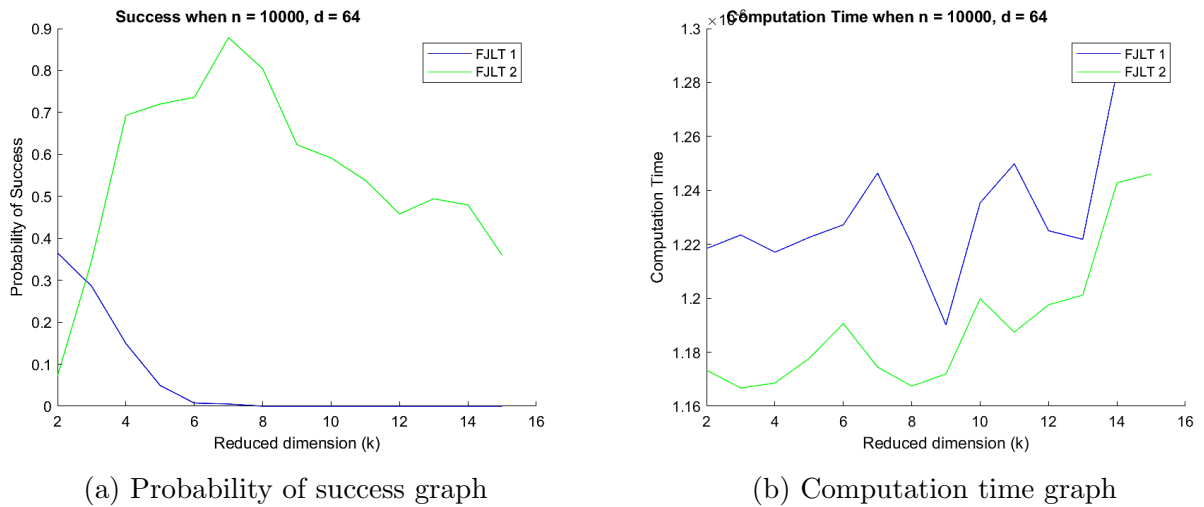 Success when n = 10000, d = 64
0.9
0.8
0.7
0.6
0.5
0.4
0.3
0.2
0.1
0
Probability of Success
2 4 6 8 10 12 14 16
Reduced dimension (k)
FJLT 1
FJLT 2
(a) Probability of success graph
×10-6
Computation Time when n = 10000, d = 64
1.3
1.28
1.26
1.24
1.22
1.2
1.18
1.16
Computation Time
2 4 6 8 10 12 14 16
Reduced dimension (k)
FJLT 1
FJLT 2
(b) Computation time graph